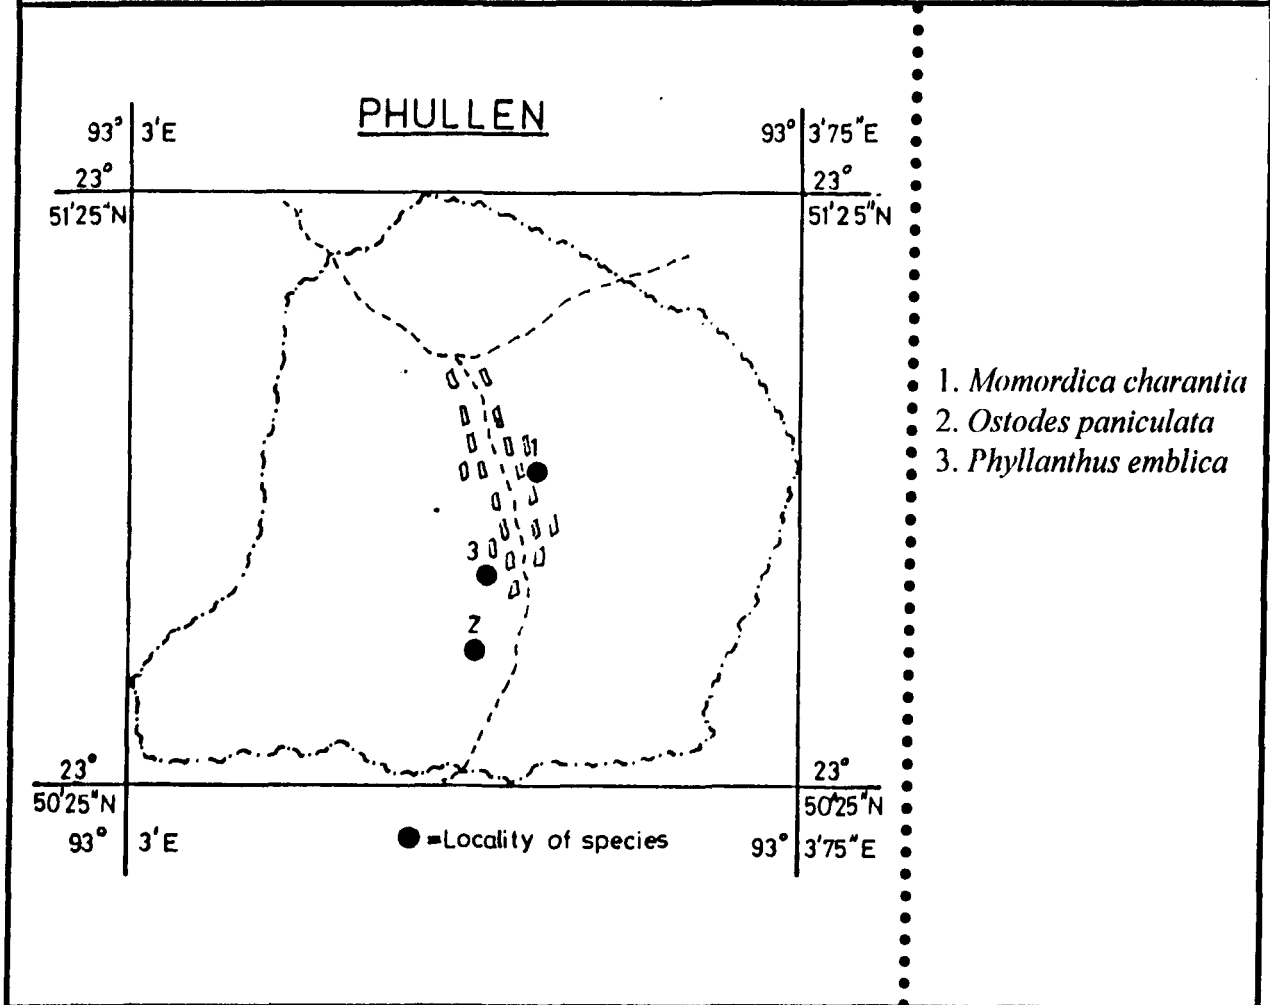 PHULLEN
93° 3'E
93° 3'75"E
23°
51'25"N
23°
51'25"N
1
3
2
23°
50'25"N
23°
50'25"N
93° 3'E
93° 3'75"E
=Locality of species
1. Momordica charantia
2. Ostodes paniculata
3. Phyllanthus emblica